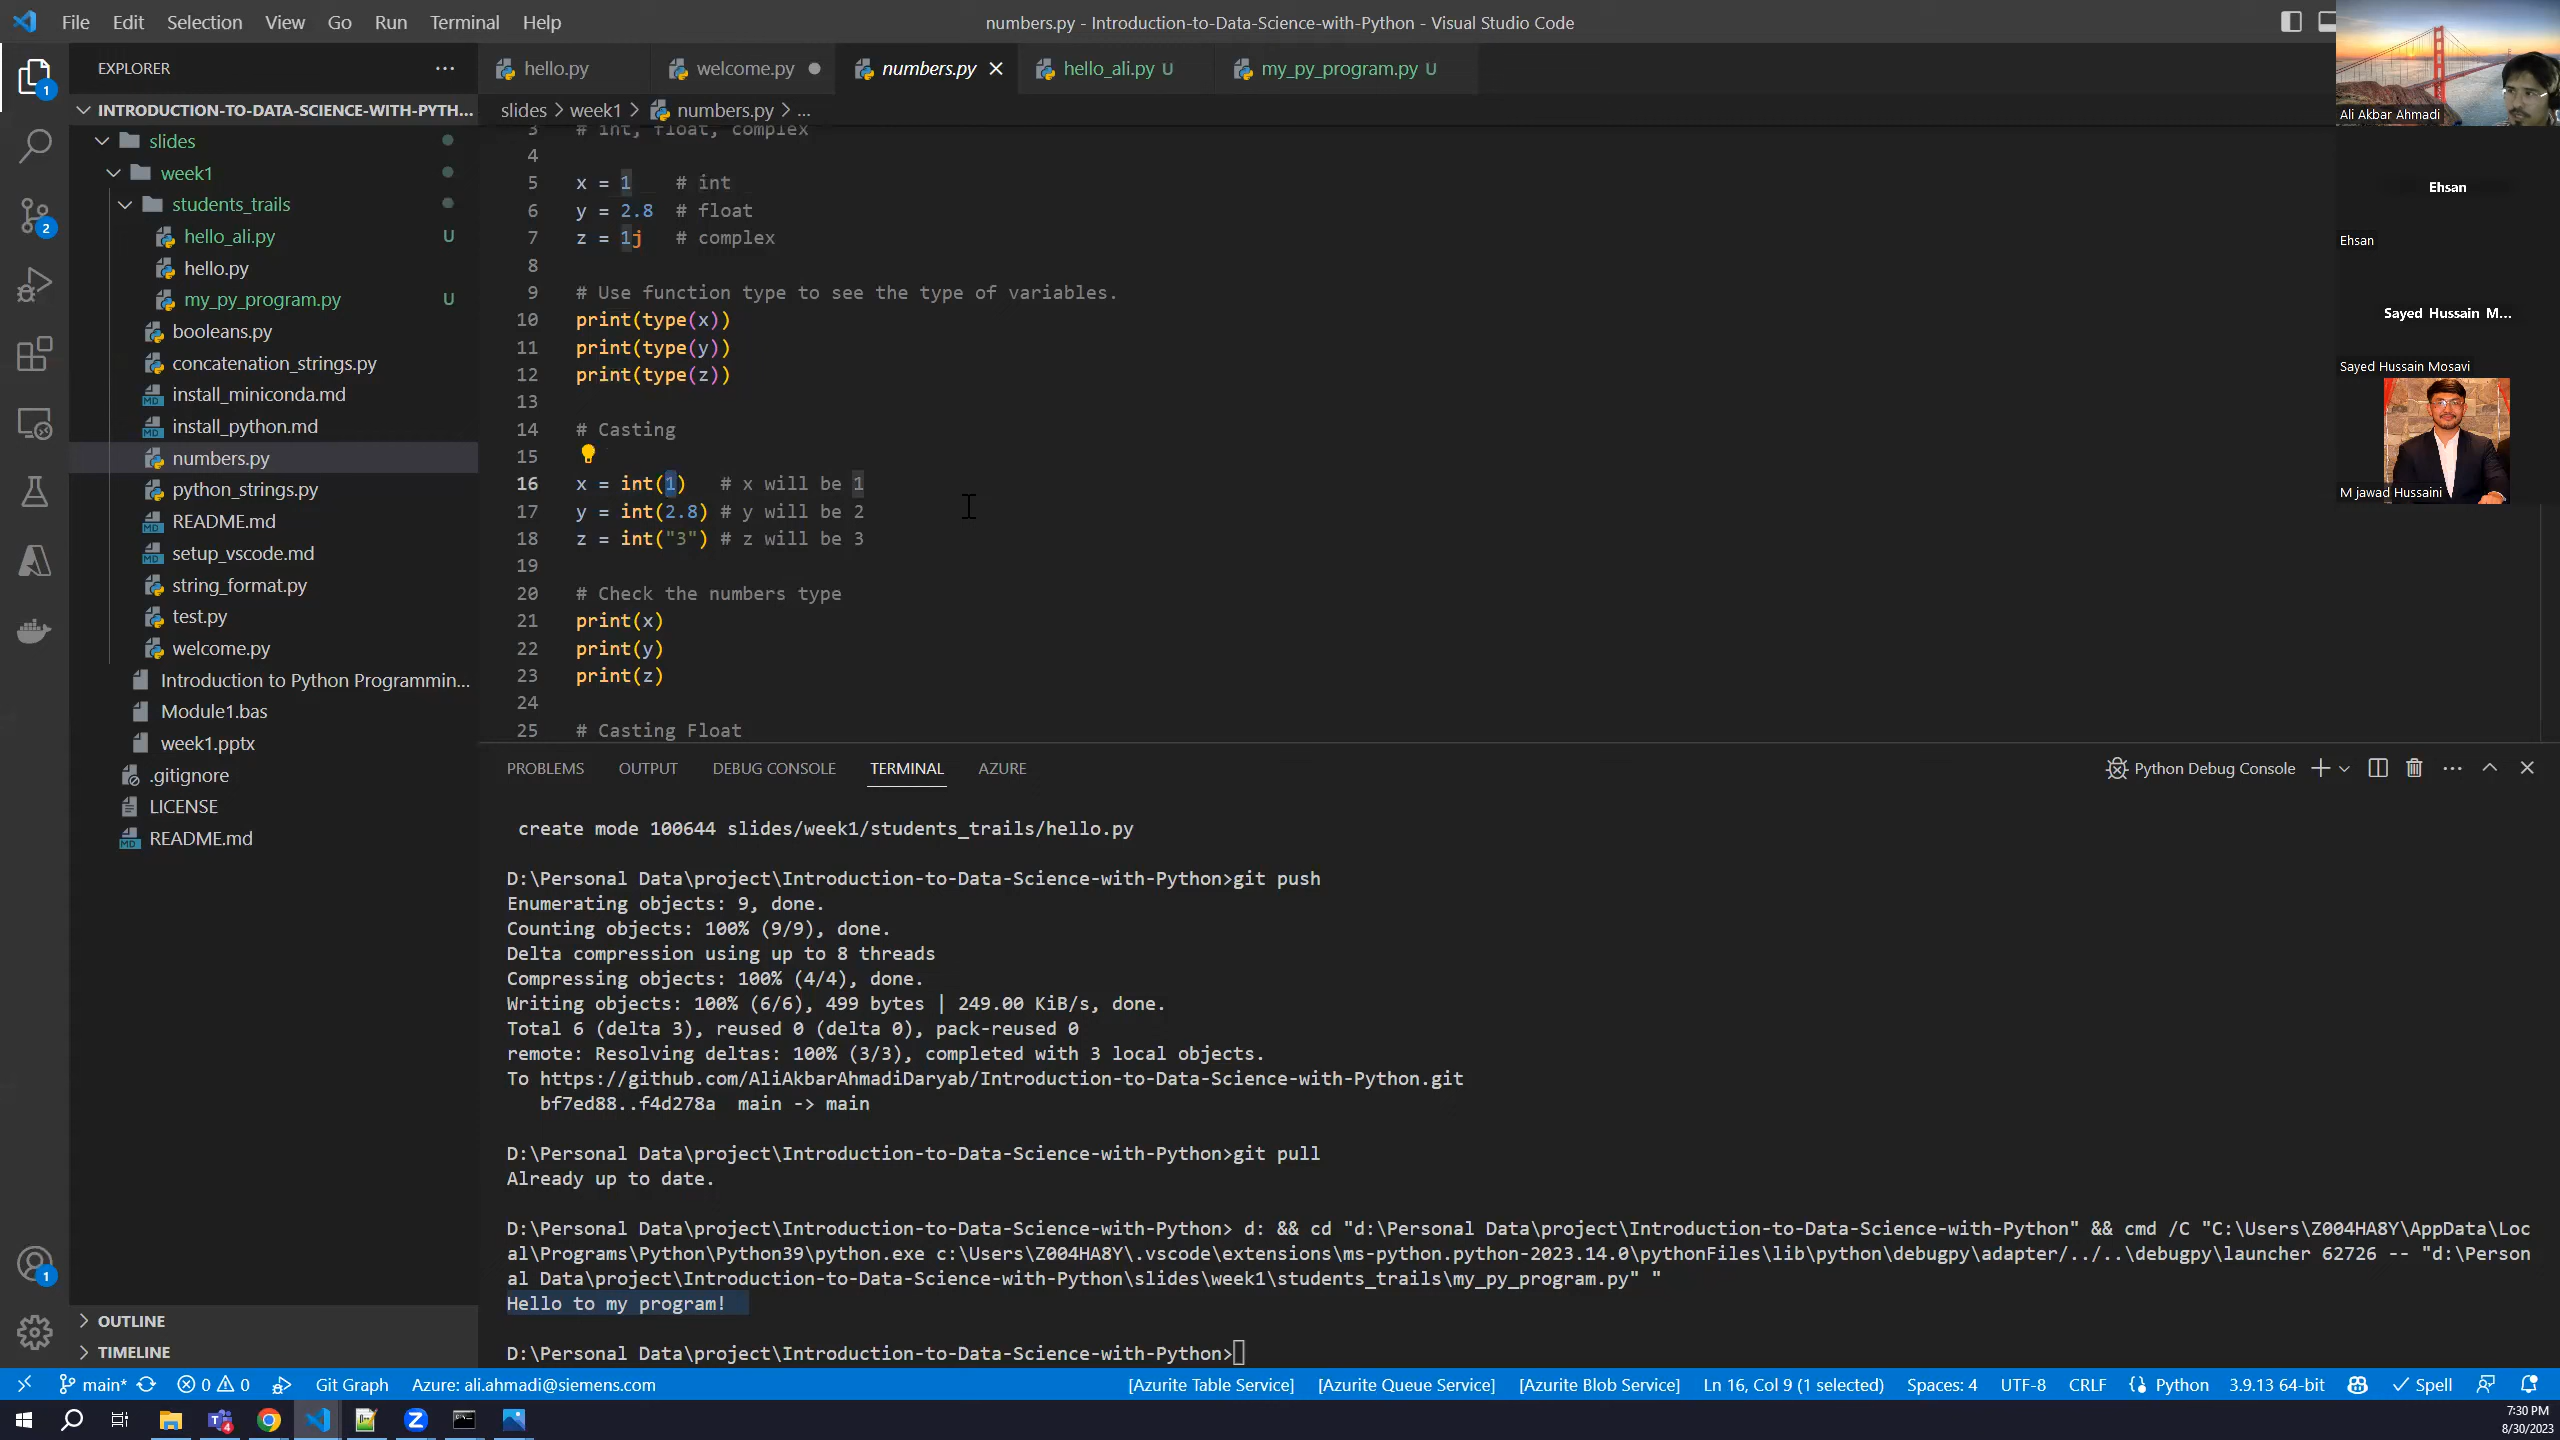 File Edit Selection View Go Run Terminal Help
numbers.py - Introduction-to-Data-Science-with-Python - Visual Studio Code
EXPLORER
hello.py
welcome.py
numbers.py
hello_ali.py U
my_py_program.py U
INTRODUCTION-TO-DATA-SCIENCE-WITH-PYTH...
slides > week1 > numbers.py > ...
slides
week1
students_trails
hello_ali.py U
hello.py
my_py_program.py U
booleans.py
concatenation_strings.py
install_miniconda.md
install_python.md
numbers.py
python_strings.py
README.md
setup_vscode.md
string_format.py
test.py
welcome.py
Introduction to Python Programmin...
Module1.bas
week1.pptx
.gitignore
LICENSE
README.md
OUTLINE
TIMELINE
1
2
1
3 # int, float, complex
4
5 x = 1 # int
6 y = 2.8 # float
7 z = 1j # complex
8
9 # Use function type to see the type of variables.
10 print(type(x))
11 print(type(y))
12 print(type(z))
13
14 # Casting
15
16 x = int(1) # x will be 1
17 y = int(2.8) # y will be 2
18 z = int("3") # z will be 3
19
20 # Check the numbers type
21 print(x)
22 print(y)
23 print(z)
24
25 # Casting Float
Ali Akbar Ahmadi
Ehsan
Ehsan
Sayed Hussain M...
Sayed Hussain Mosavi
M jawad Hussaini
PROBLEMS OUTPUT DEBUG CONSOLE TERMINAL AZURE
Python Debug Console
create mode 100644 slides/week1/students_trails/hello.py
D:\Personal Data\project\Introduction-to-Data-Science-with-Python>git push
Enumerating objects: 9, done.
Counting objects: 100% (9/9), done.
Delta compression using up to 8 threads
Compressing objects: 100% (4/4), done.
Writing objects: 100% (6/6), 499 bytes | 249.00 KiB/s, done.
Total 6 (delta 3), reused 0 (delta 0), pack-reused 0
remote: Resolving deltas: 100% (3/3), completed with 3 local objects.
To https://github.com/AliAkbarAhmadiDaryab/Introduction-to-Data-Science-with-Python.git
bf7ed88..f4d278a main -> main
D:\Personal Data\project\Introduction-to-Data-Science-with-Python>git pull
Already up to date.
D:\Personal Data\project\Introduction-to-Data-Science-with-Python> d: && cd "d:\Personal Data\project\Introduction-to-Data-Science-with-Python" && cmd /C "C:\Users\Z004HA8Y\AppData\Loc
al\Programs\Python\Python39\python.exe c:\Users\Z004HA8Y\.vscode\extensions\ms-python.python-2023.14.0\pythonFiles\lib\python\debugpy\adapter/../..\debugpy\launcher 62726 -- "d:\Person
al Data\project\Introduction-to-Data-Science-with-Python\slides\week1\students_trails\my_py_program.py" "
Hello to my program!
D:\Personal Data\project\Introduction-to-Data-Science-with-Python>
main* 0 0 Git Graph Azure: ali.ahmadi@siemens.com [Azurite Table Service] [Azurite Queue Service] [Azurite Blob Service] Ln 16, Col 9 (1 selected) Spaces: 4 UTF-8 CRLF Python 3.9.13 64-bit Spell
4
7:30 PM
8/30/2023